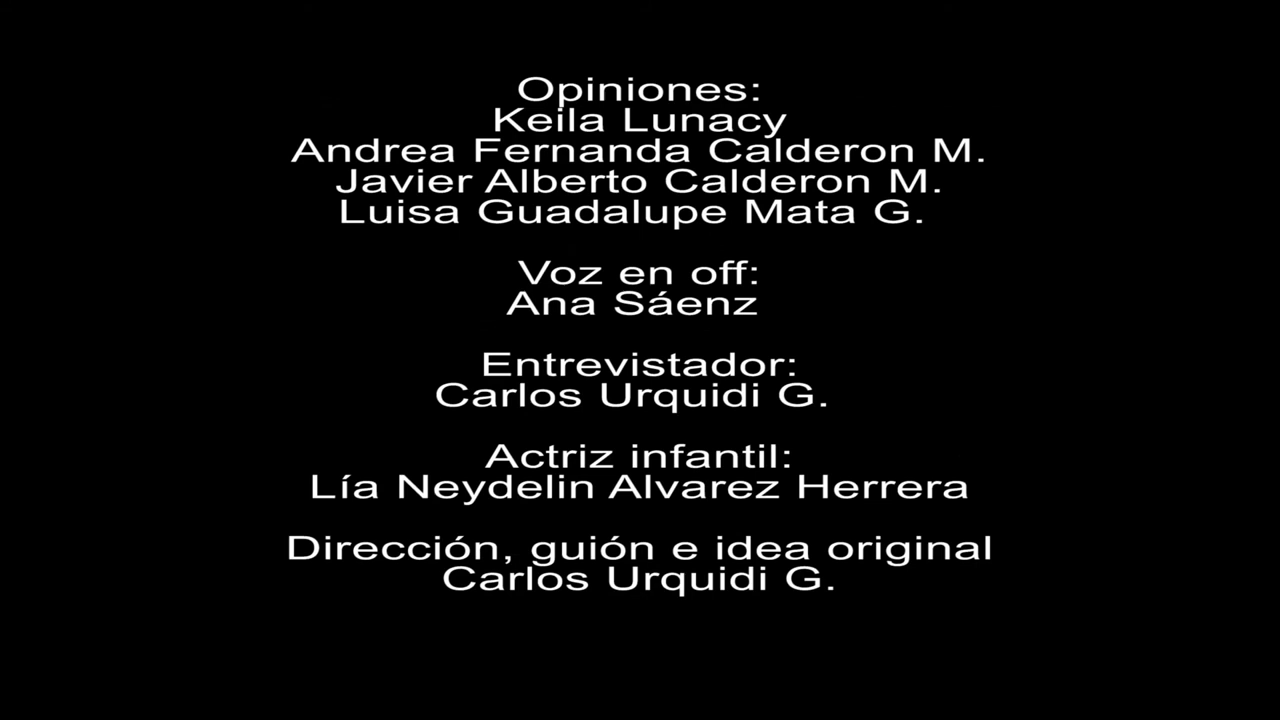 Opiniones:
Keila Lunacy
Andrea Fernanda Calderon M.
Javier Alberto Calderon M.
Luisa Guadalupe Mata G.
Voz en off:
Ana Sáenz
Entrevistador:
Carlos Urquidi G.
Actriz infantil:
Lía Neydelin Alvarez Herrera
Dirección, guión e idea original
Carlos Urquidi G.